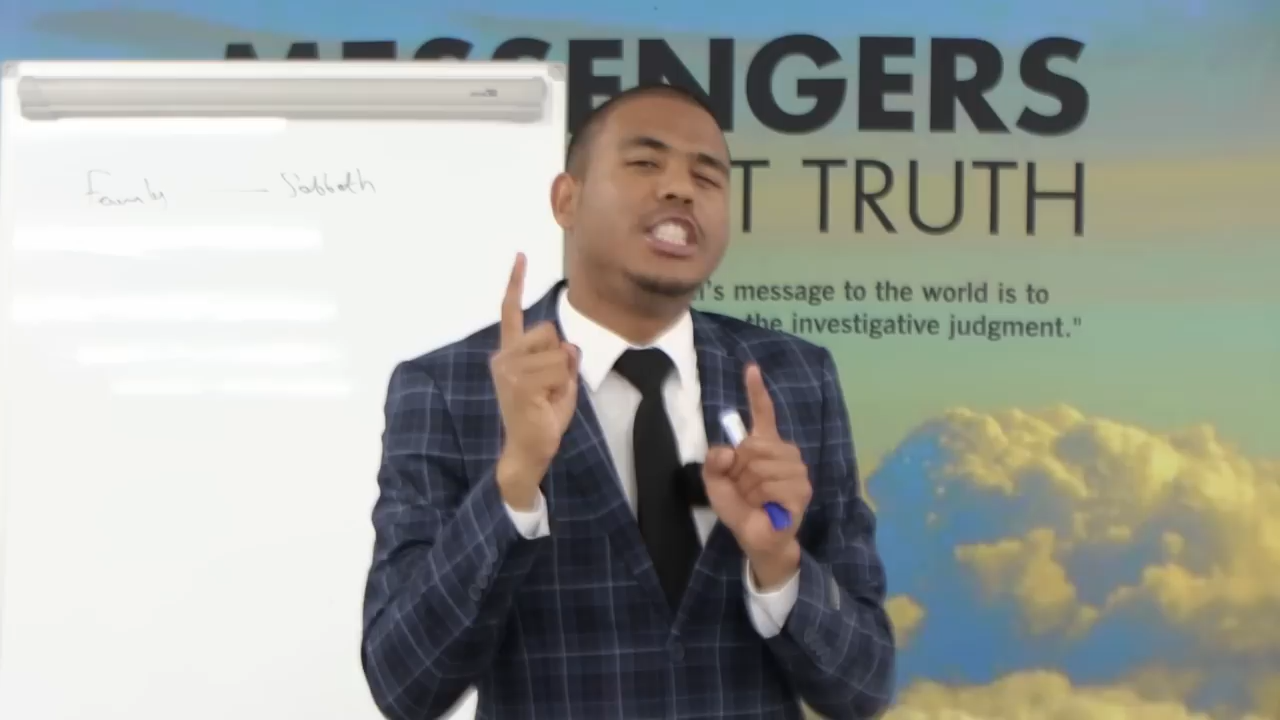 MESSENGERS
T TRUTH
's message to the world is to
the investigative judgment."
Family — Sabbath